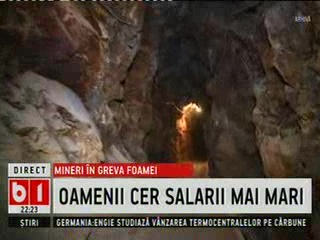 ARHIVĂ
DIRECT
MINERI ÎN GREVA FOAMEI
B1
22:23
OAMENII CER SALARII MAI MARI
ȘTIRI
GERMANIA:ENGIE STUDIAZĂ VÂNZAREA TERMOCENTRALELOR PE CĂRBUNE